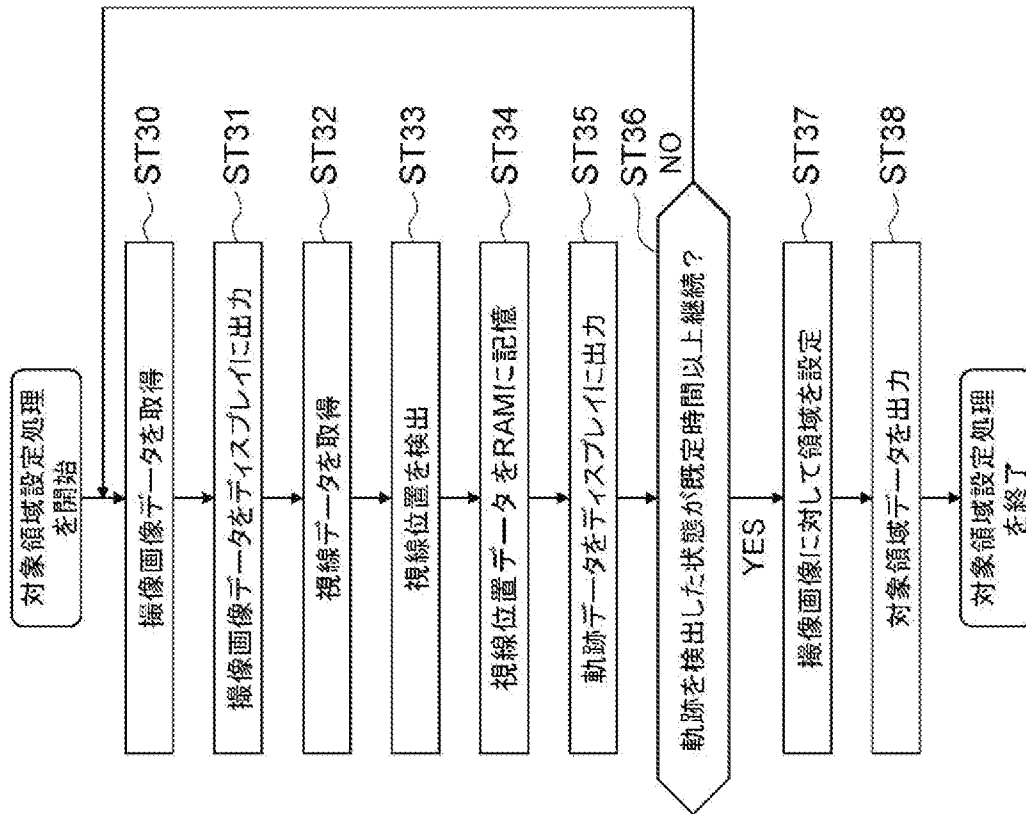 対象領域設定処理
を開始
撮像画像データを取得
ST30
撮像画像データをディスプレイに出力
ST31
視線データを取得
ST32
視線位置を検出
ST33
視線位置データをRAMに記憶
ST34
軌跡データをディスプレイに出力
ST35
軌跡を検出した状態が既定時間以上継続?
ST36
NO
YES
撮像画像に対して領域を設定
ST37
対象領域データを出力
ST38
対象領域設定処理
を終了